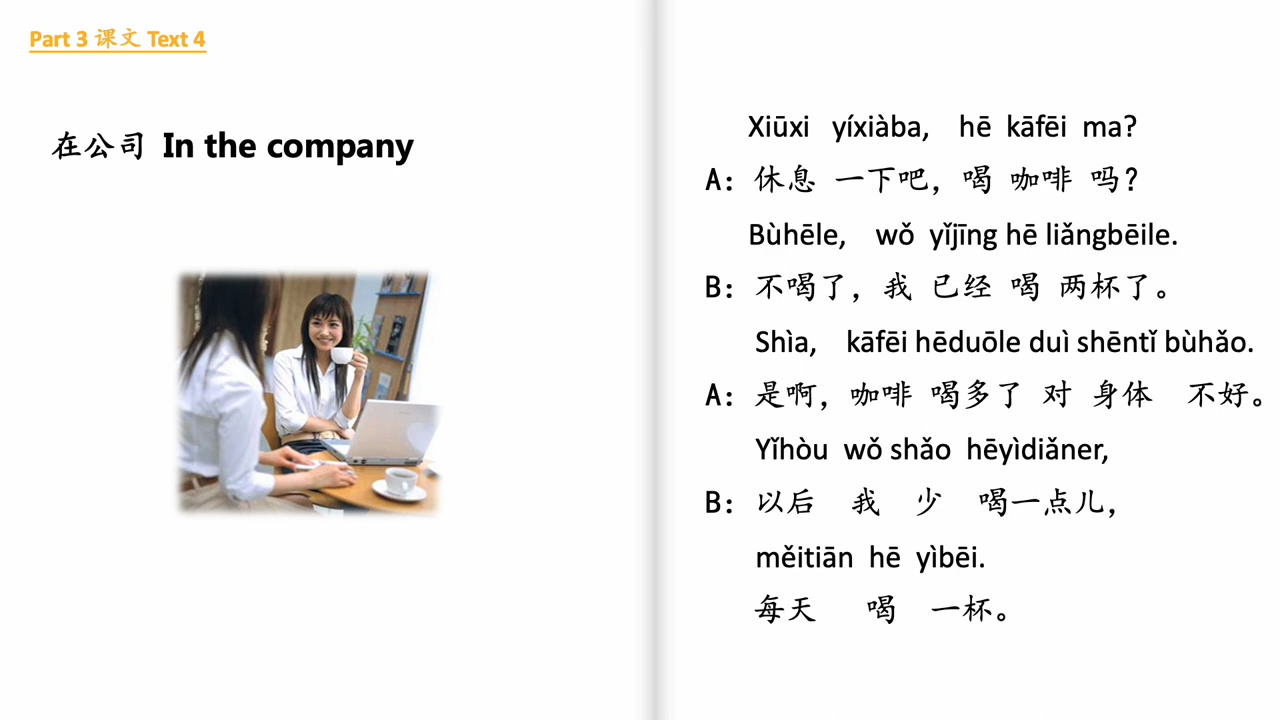 Part 3 课文 Text 4
在公司 In the company
Xiūxi yíxiàba, hē kāfēi ma?
A: 休息 一下吧，喝 咖啡 吗？
Bùhēle, wǒ yǐjīng hē liǎngbēile.
B: 不喝了，我 已经 喝 两杯了。
Shìa, kāfēi hēduōle duì shēntǐ bùhǎo.
A: 是啊，咖啡 喝多了 对 身体 不好。
Yǐhòu wǒ shǎo hēyìdiǎner,
B: 以后 我 少 喝一点儿，
měitiān hē yìbēi.
每天 喝 一杯。